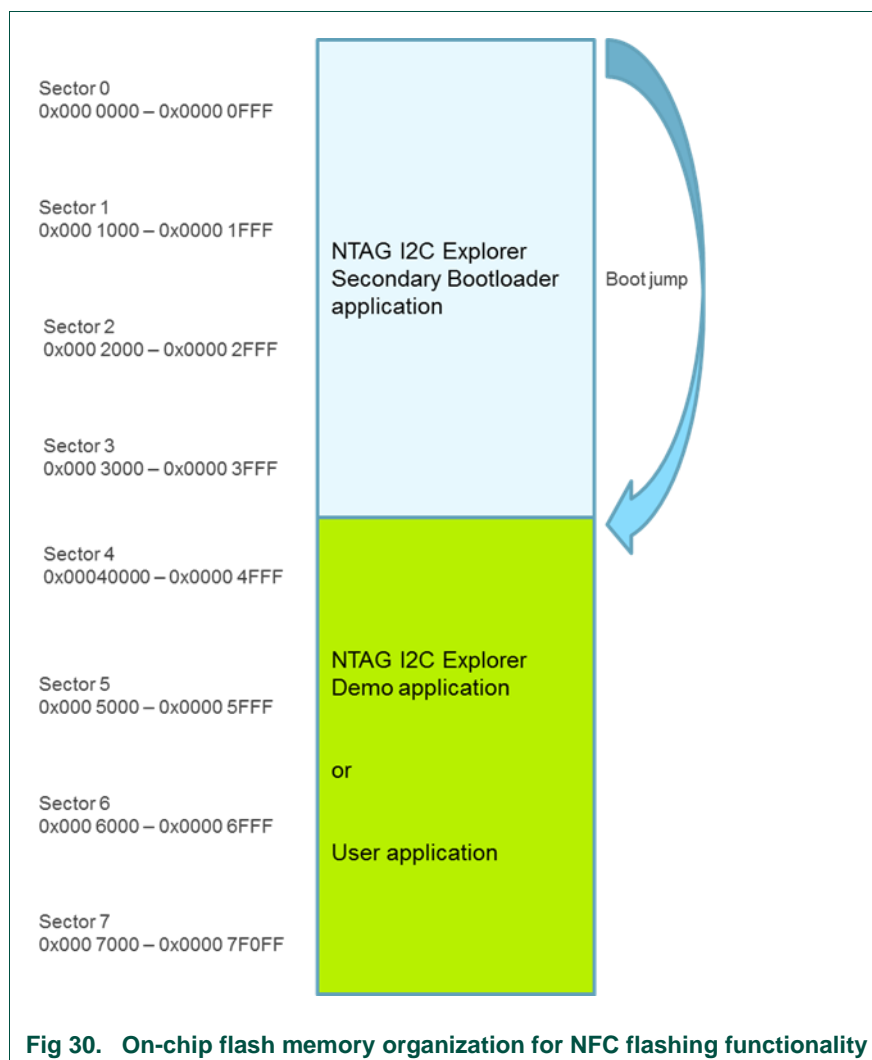 Sector 0
0x000 0000 – 0x0000 0FFF
Sector 1
0x000 1000 – 0x0000 1FFF
Sector 2
0x000 2000 – 0x0000 2FFF
Sector 3
0x000 3000 – 0x0000 3FFF
Sector 4
0x00040000 – 0x0000 4FFF
Sector 5
0x000 5000 – 0x0000 5FFF
Sector 6
0x000 6000 – 0x0000 6FFF
Sector 7
0x000 7000 – 0x0000 7F0FF
NTAG I2C Explorer
Secondary Bootloader
application
Boot jump
NTAG I2C Explorer
Demo application
or
User application
Fig 30. On-chip flash memory organization for NFC flashing functionality